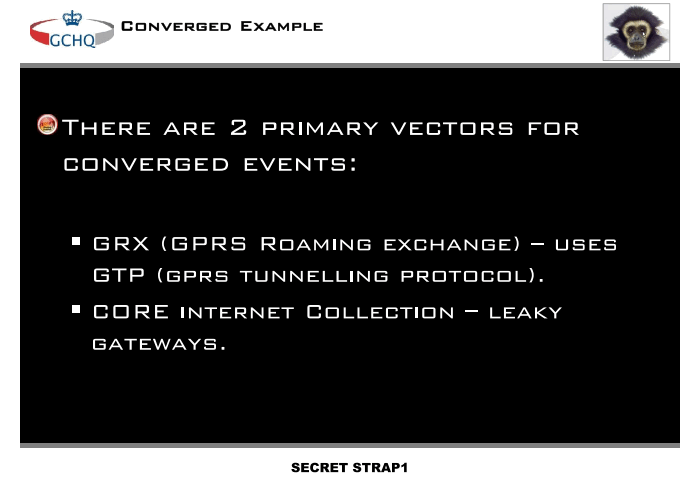 GCHQ
Converged Example
There are 2 primary vectors for
converged events:
GRX (GPRS Roaming exchange) – uses
GTP (gprs tunnelling protocol).
CORE internet Collection – leaky
gateways.
SECRET STRAP1